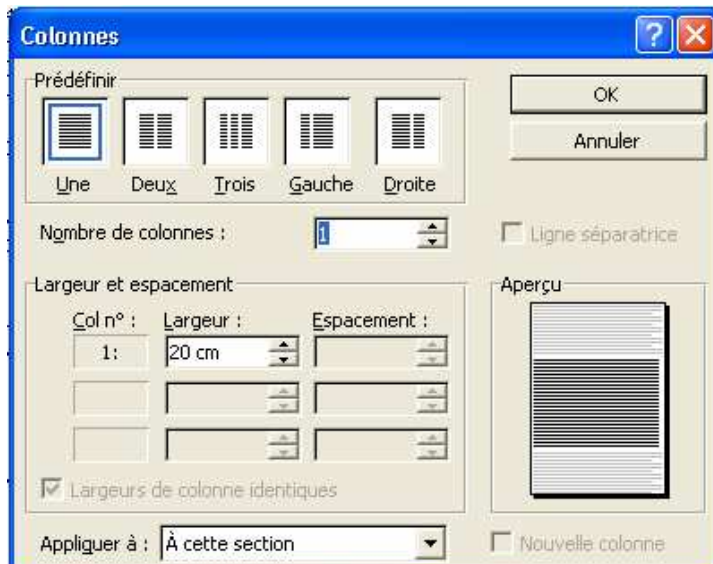 Colonnes
Prédéfinir
Une Deux Trois Gauche Droite
OK
Annuler
Nombre de colonnes : 1
Ligne séparatrice
Largeur et espacement
Col n° : Largeur : Espacement :
1: 20 cm
Largeurs de colonne identiques
Aperçu
Appliquer à : À cette section
Nouvelle colonne